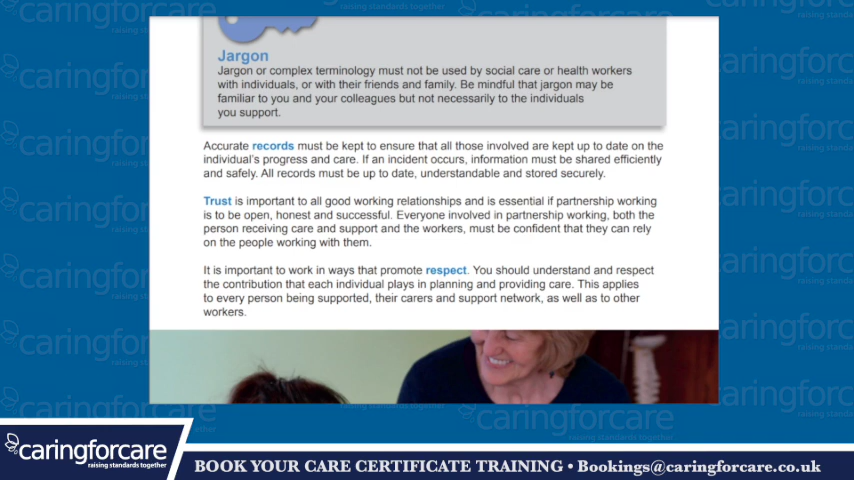 Jargon
Jargon or complex terminology must not be used by social care or health workers
with individuals, or with their friends and family. Be mindful that jargon may be
familiar to you and your colleagues but not necessarily to the individuals
you support.
Accurate records must be kept to ensure that all those involved are kept up to date on the
individual's progress and care. If an incident occurs, information must be shared efficiently
and safely. All records must be up to date, understandable and stored securely.
Trust is important to all good working relationships and is essential if partnership working
is to be open, honest and successful. Everyone involved in partnership working, both the
person receiving care and support and the workers, must be confident that they can rely
on the people working with them.
It is important to work in ways that promote respect. You should understand and respect
the contribution that each individual plays in planning and providing care. This applies
to every person being supported, their carers and support network, as well as to other
workers.
caringforcare
raising standards together
BOOK YOUR CARE CERTIFICATE TRAINING • Bookings@caringforcare.co.uk